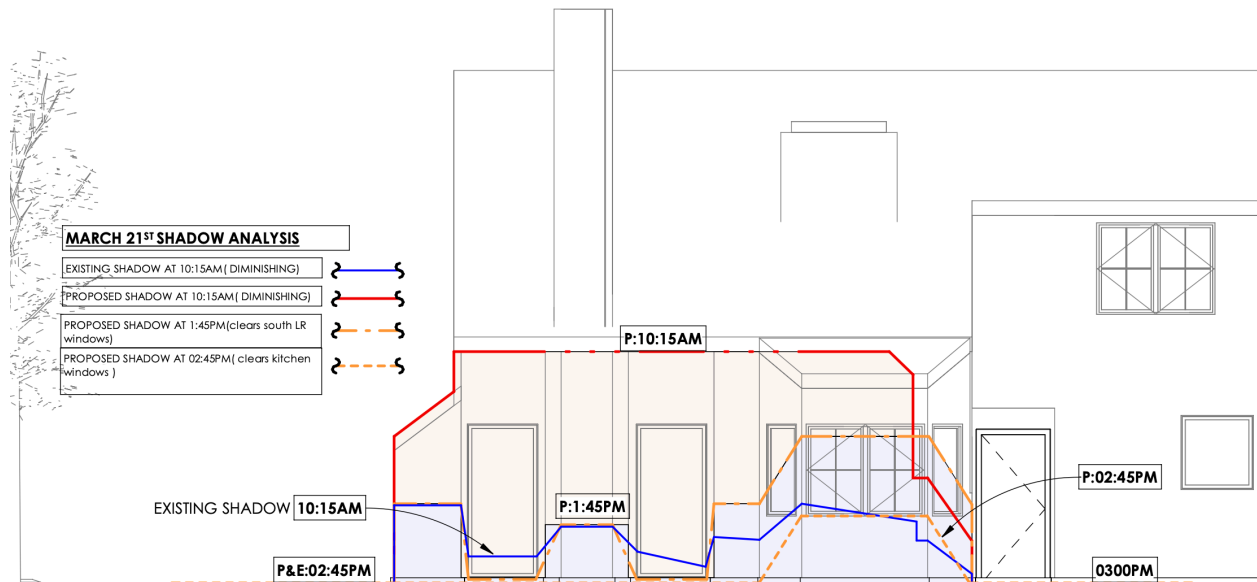 MARCH 21ST SHADOW ANALYSIS
EXISTING SHADOW AT 10:15AM( DIMINISHING)
PROPOSED SHADOW AT 10:15AM( DIMINISHING)
PROPOSED SHADOW AT 1:45PM(clears south LR
windows)
PROPOSED SHADOW AT 02:45PM( clears kitchen
windows )
P:10:15AM
P:02:45PM
EXISTING SHADOW 10:15AM
P:1:45PM
P&E:02:45PM
0300PM